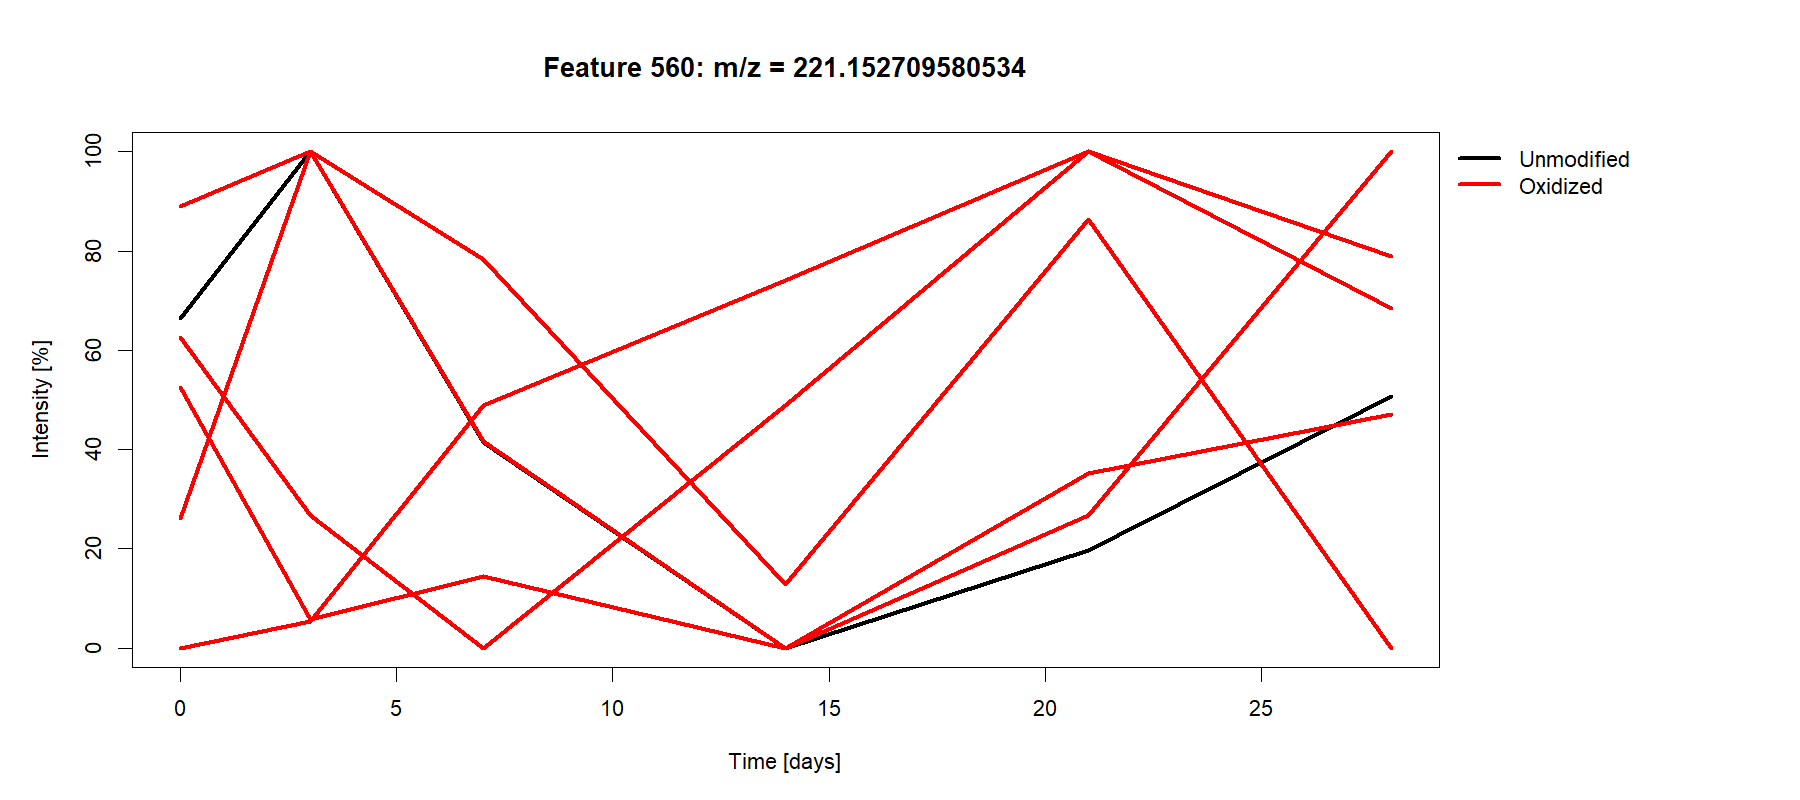 Feature 560: m/z = 221.152709580534
Unmodified
Oxidized
Intensity [%]
100
80
60
40
20
0
0 5 10 15 20 25
Time [days]